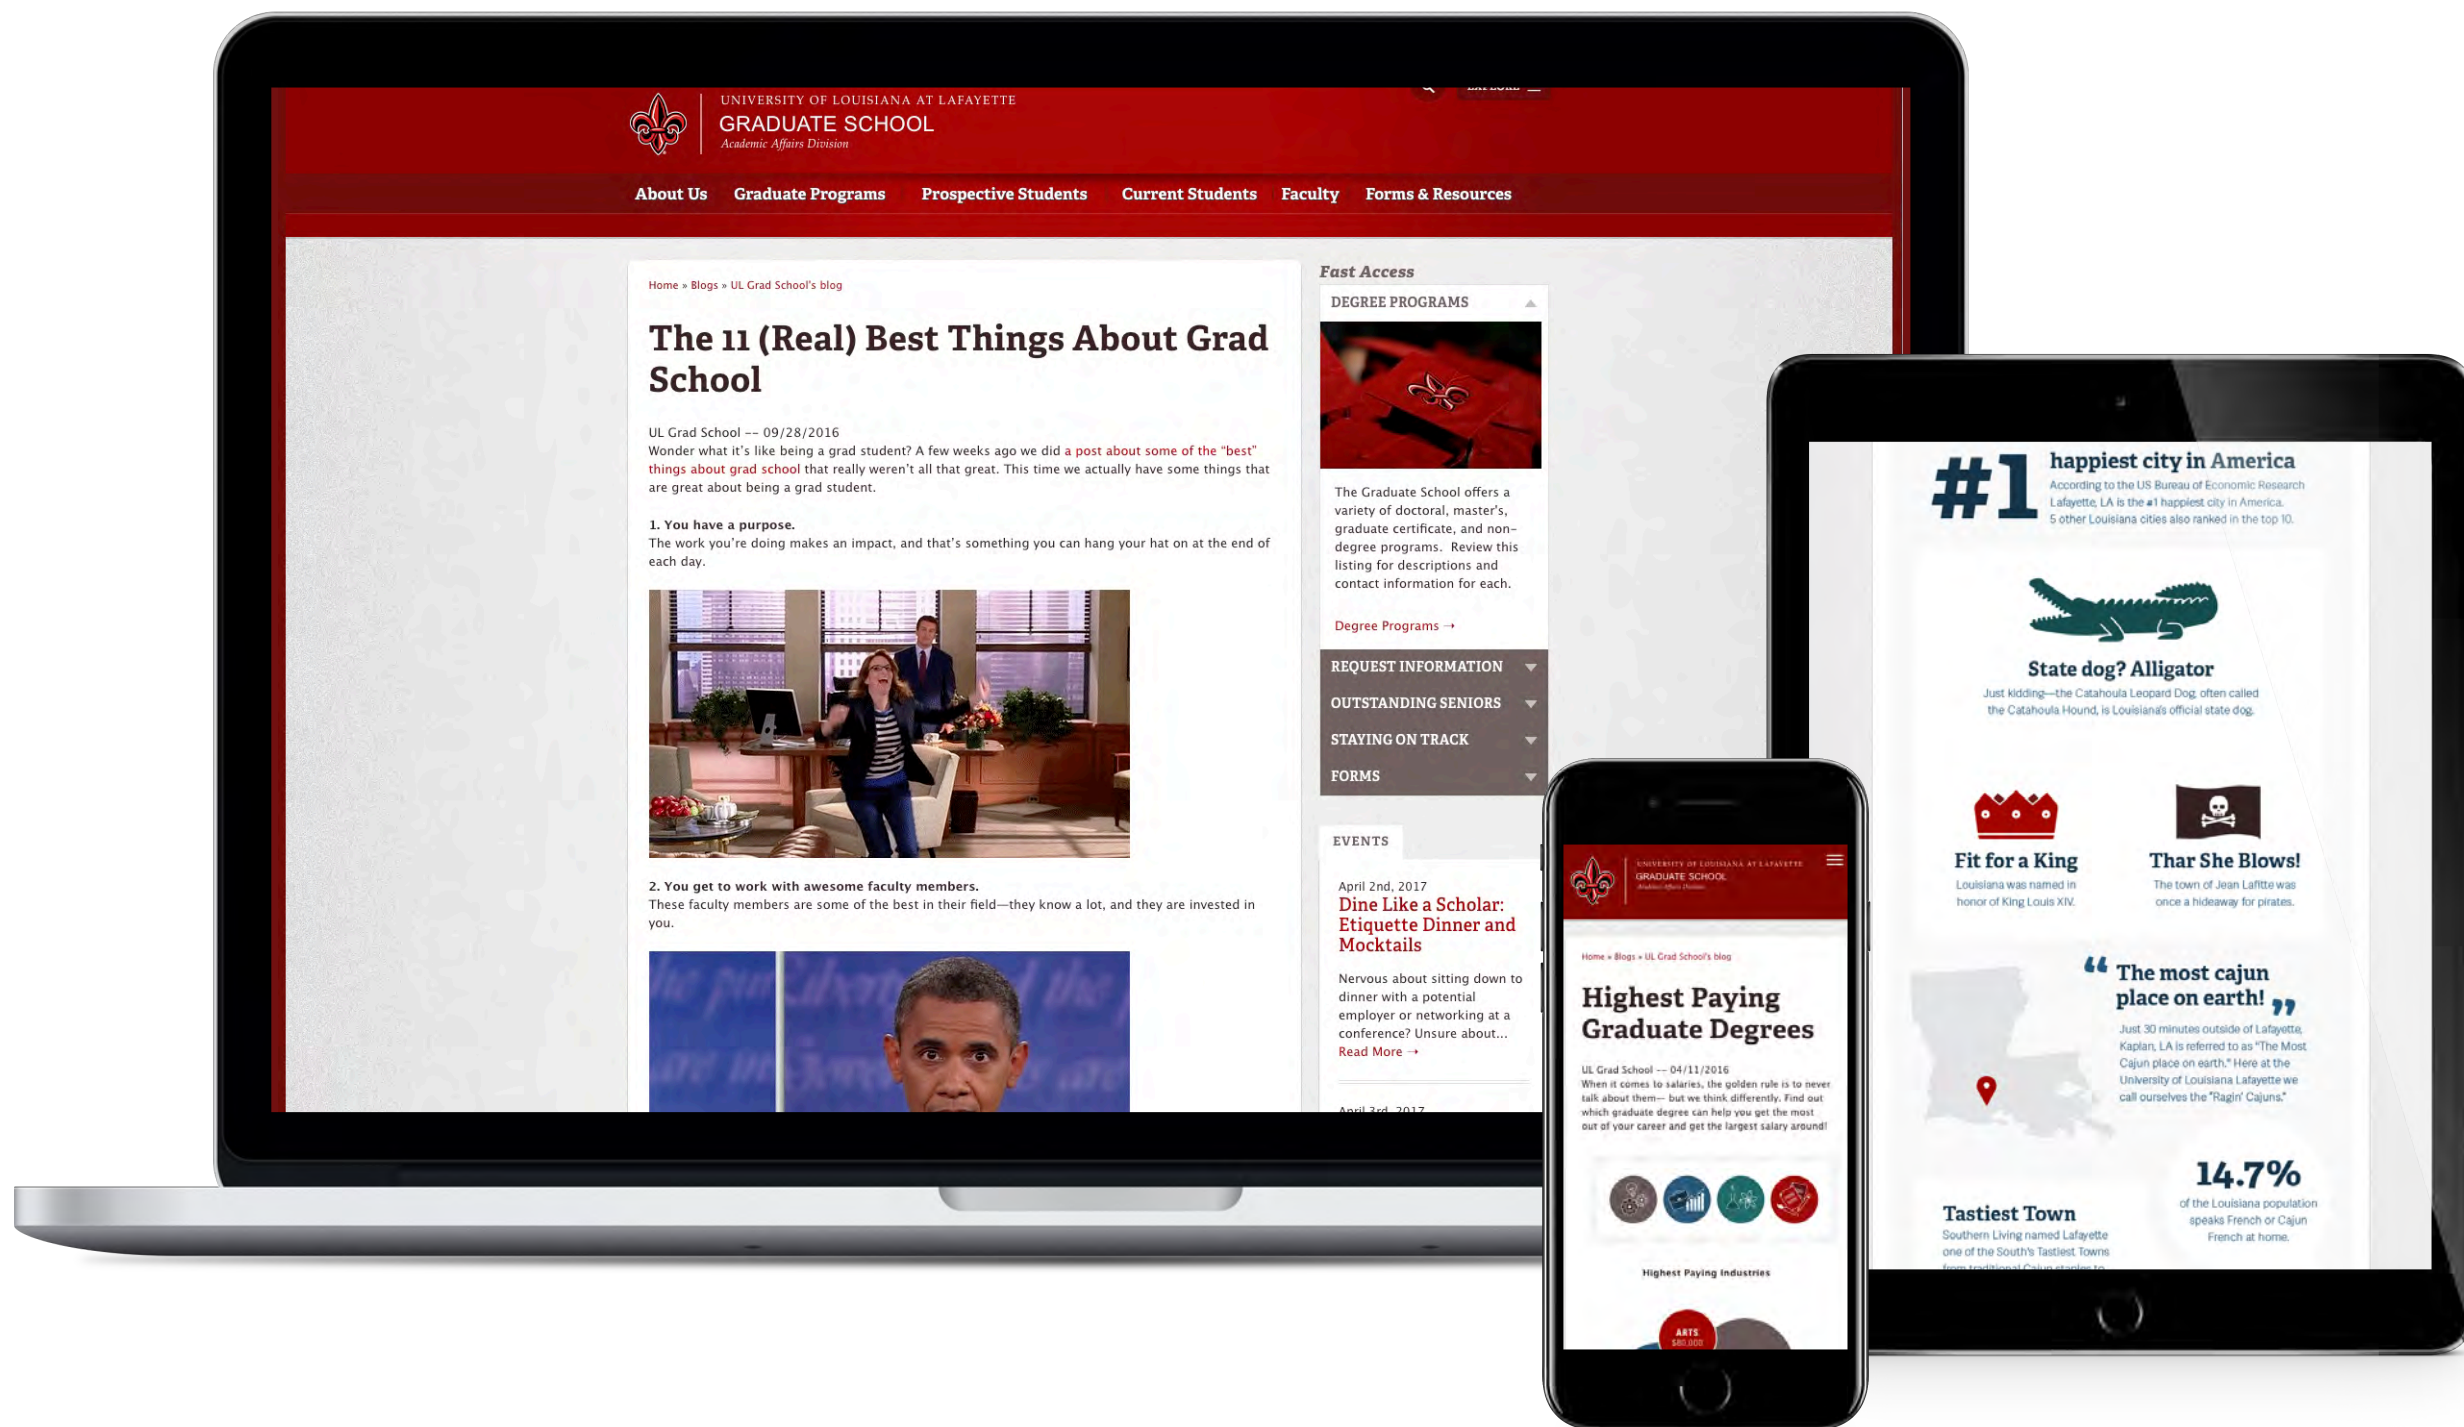 UNIVERSITY OF LOUISIANA AT LAFAYETTE
GRADUATE SCHOOL
Academic Affairs Division
EXPLORE
About Us Graduate Programs Prospective Students Current Students Faculty Forms & Resources
Home » Blogs » UL Grad School's blog
The 11 (Real) Best Things About Grad
School
UL Grad School -- 09/28/2016
Wonder what it's like being a grad student? A few weeks ago we did a post about some of the “best”
things about grad school that really weren't all that great. This time we actually have some things that
are great about being a grad student.
1. You have a purpose.
The work you're doing makes an impact, and that's something you can hang your hat on at the end of
each day.
2. You get to work with awesome faculty members.
These faculty members are some of the best in their field—they know a lot, and they are invested in
you.
Fast Access
DEGREE PROGRAMS
The Graduate School offers a
variety of doctoral, master's,
graduate certificate, and non-
degree programs. Review this
listing for descriptions and
contact information for each.
Degree Programs →
REQUEST INFORMATION
OUTSTANDING SENIORS
STAYING ON TRACK
FORMS
EVENTS
April 2nd, 2017
Dine Like a Scholar:
Etiquette Dinner and
Mocktails
Nervous about sitting down to
dinner with a potential
employer or networking at a
conference? Unsure about...
Read More →
April 3rd, 2017
UNIVERSITY OF LOUISIANA AT LAFAYETTE
GRADUATE SCHOOL
Academic Affairs Division
Home » Blogs » UL Grad School's blog
Highest Paying
Graduate Degrees
UL Grad School -- 04/11/2016
When it comes to salaries, the golden rule is to never
talk about them— but we think differently. Find out
which graduate degree can help you get the most
out of your career and get the largest salary around!
Highest Paying Industries
ARTS
$80,000
#1 happiest city in America
According to the US Bureau of Economic Research
Lafayette, LA is the #1 happiest city in America.
5 other Louisiana cities also ranked in the top 10.
State dog? Alligator
Just kidding—the Catahoula Leopard Dog, often called
the Catahoula Hound, is Louisiana's official state dog.
Fit for a King
Louisiana was named in
honor of King Louis XIV.
Thar She Blows!
The town of Jean Lafitte was
once a hideaway for pirates.
“The most cajun
place on earth!”
Just 30 minutes outside of Lafayette,
Kaplan, LA is referred to as "The Most
Cajun place on earth." Here at the
University of Louisiana Lafayette we
call ourselves the "Ragin' Cajuns."
14.7%
of the Louisiana population
speaks French or Cajun
French at home.
Tastiest Town
Southern Living named Lafayette
one of the South's Tastiest Towns
from traditional Cajun staples to